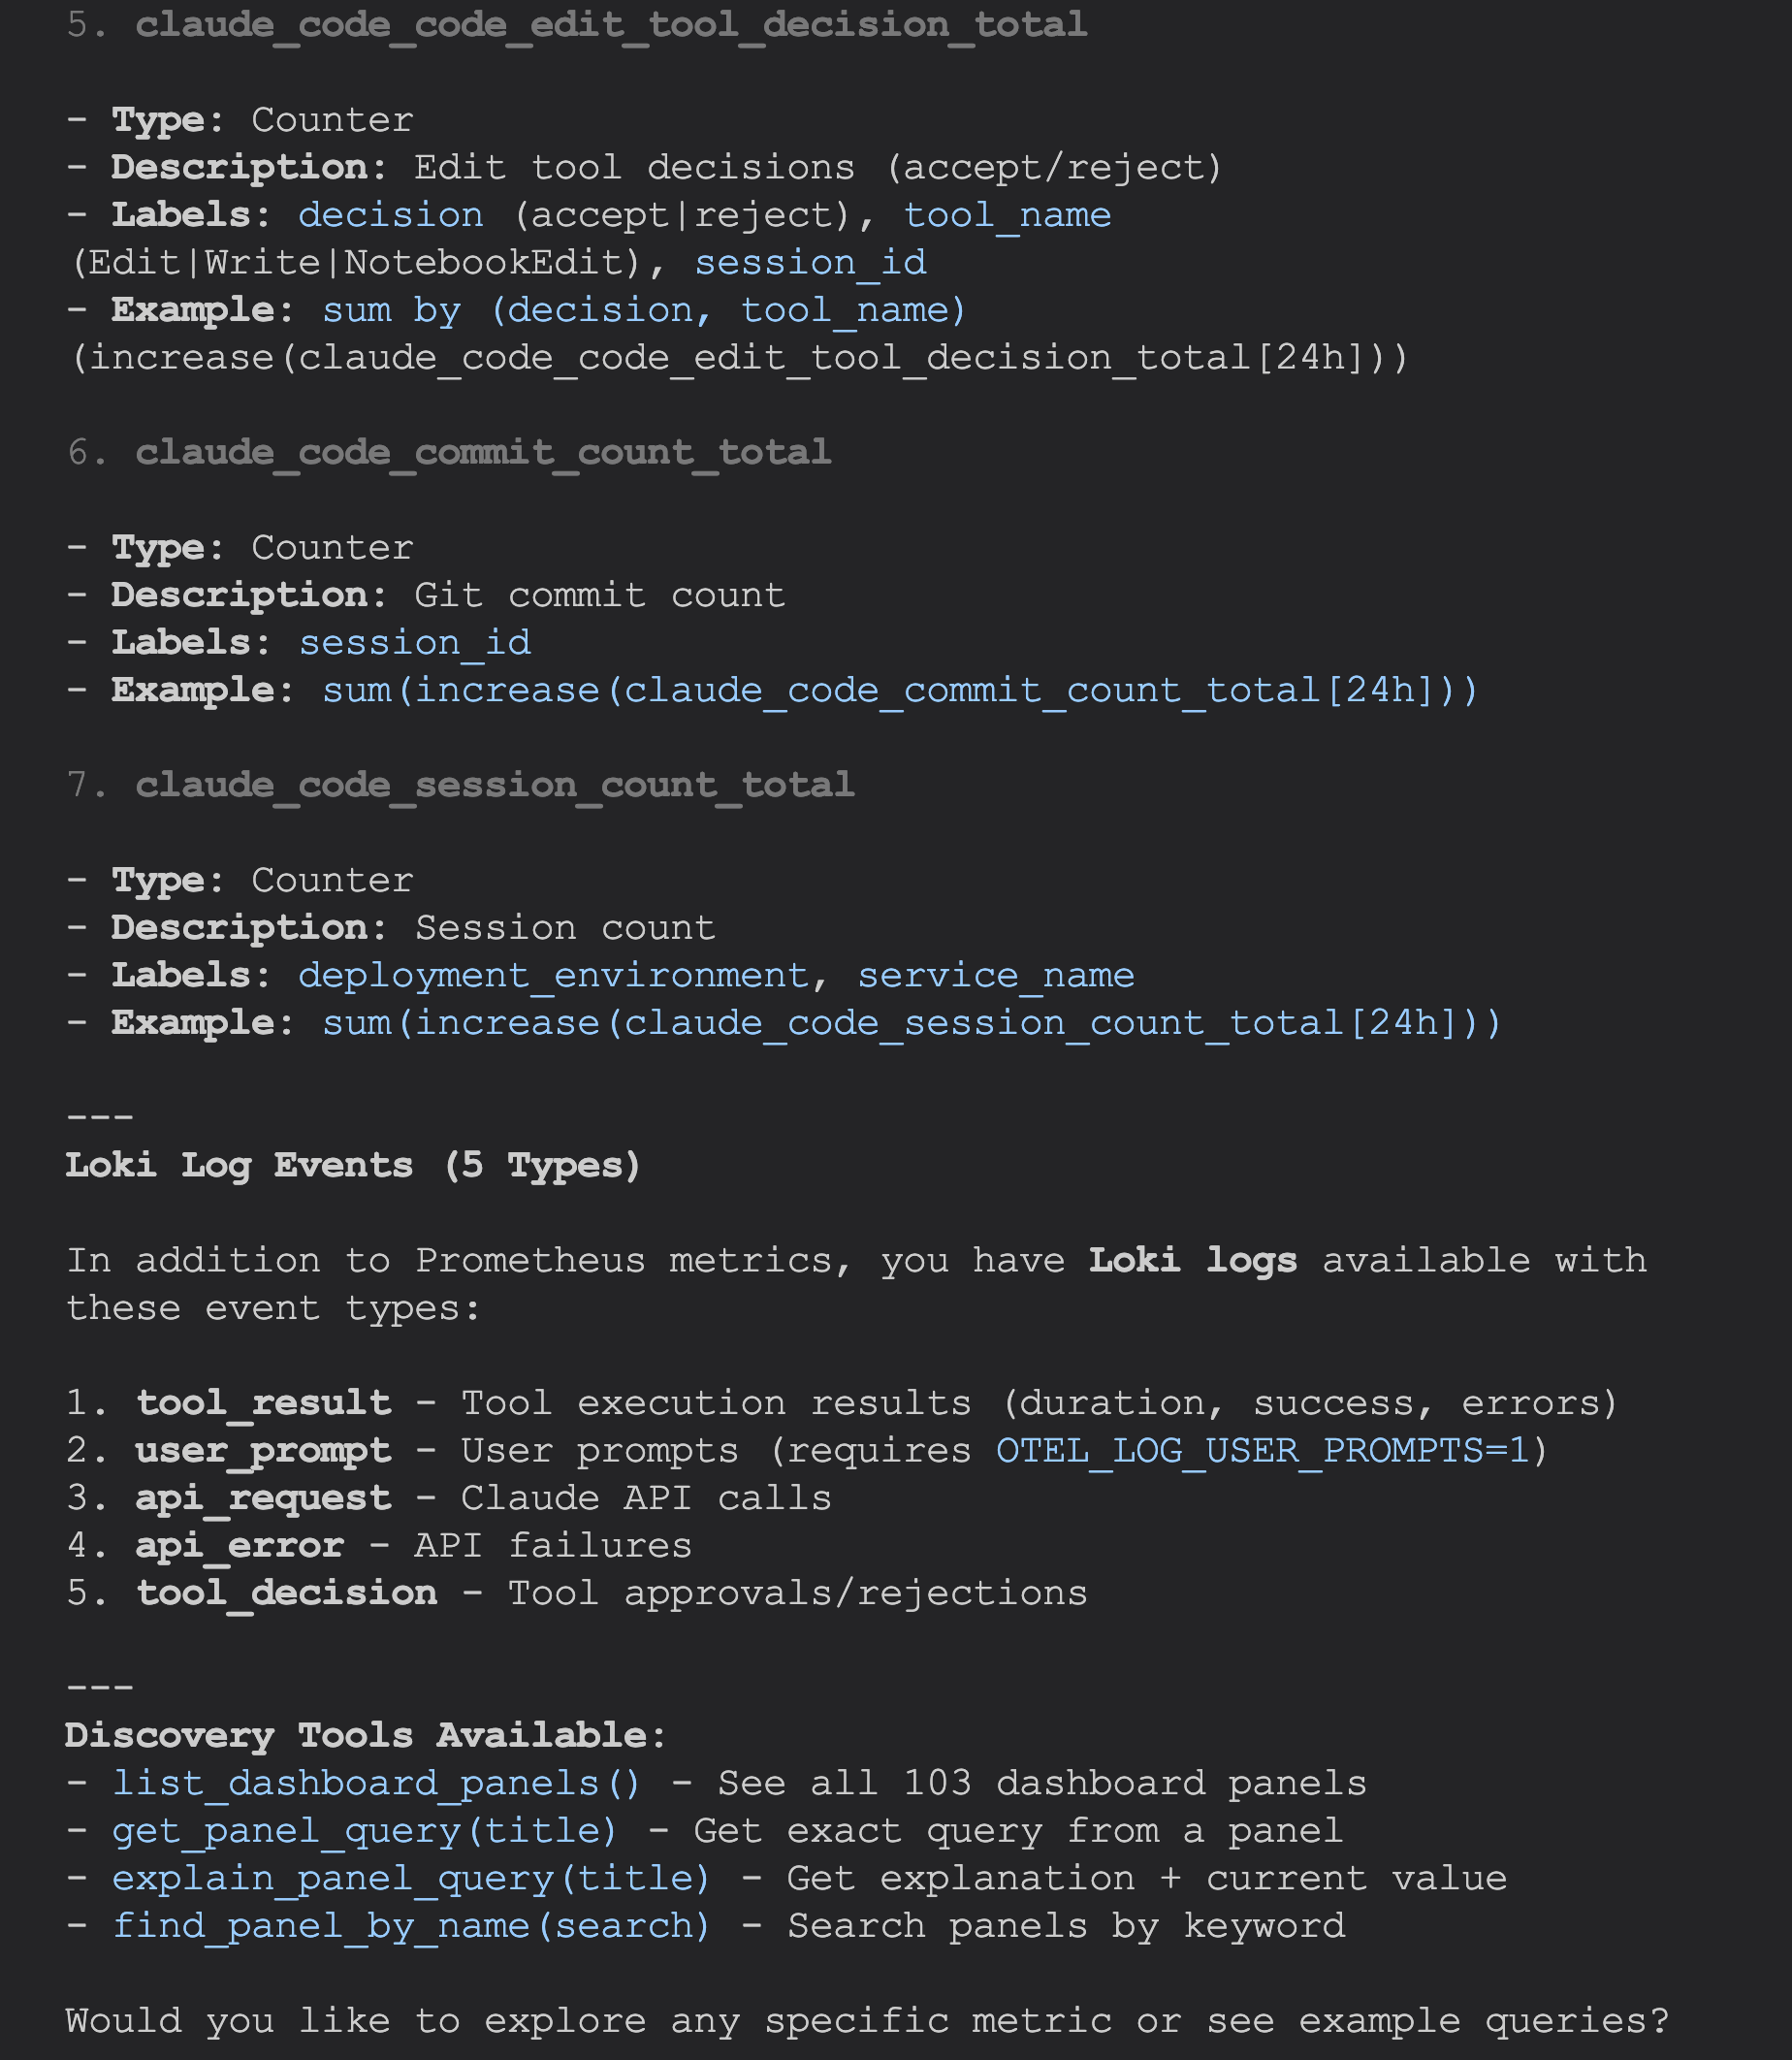 5. claude_code_code_edit_tool_decision_total
- Type: Counter
- Description: Edit tool decisions (accept/reject)
- Labels: decision (accept|reject), tool_name
(Edit|Write|NotebookEdit), session_id
- Example: sum by (decision, tool_name)
(increase(claude_code_code_edit_tool_decision_total[24h]))
6. claude_code_commit_count_total
- Type: Counter
- Description: Git commit count
- Labels: session_id
- Example: sum(increase(claude_code_commit_count_total[24h]))
7. claude_code_session_count_total
- Type: Counter
- Description: Session count
- Labels: deployment_environment, service_name
- Example: sum(increase(claude_code_session_count_total[24h]))
---
Loki Log Events (5 Types)
In addition to Prometheus metrics, you have Loki logs available with
these event types:
1. tool_result - Tool execution results (duration, success, errors)
2. user_prompt - User prompts (requires OTEL_LOG_USER_PROMPTS=1)
3. api_request - Claude API calls
4. api_error - API failures
5. tool_decision - Tool approvals/rejections
---
Discovery Tools Available:
- list_dashboard_panels() - See all 103 dashboard panels
- get_panel_query(title) - Get exact query from a panel
- explain_panel_query(title) - Get explanation + current value
- find_panel_by_name(search) - Search panels by keyword
Would you like to explore any specific metric or see example queries?